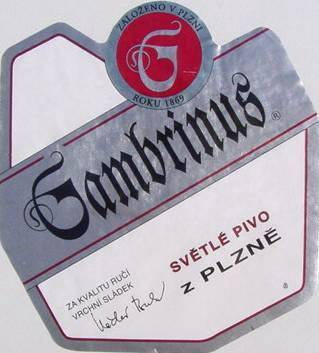 ZALOŽENO V PLZNI
G
ROKU 1869
Gambrinus®
SVĚTLÉ PIVO
Z PLZNĚ
ZA KVALITU RUČÍ
VRCHNÍ SLÁDEK